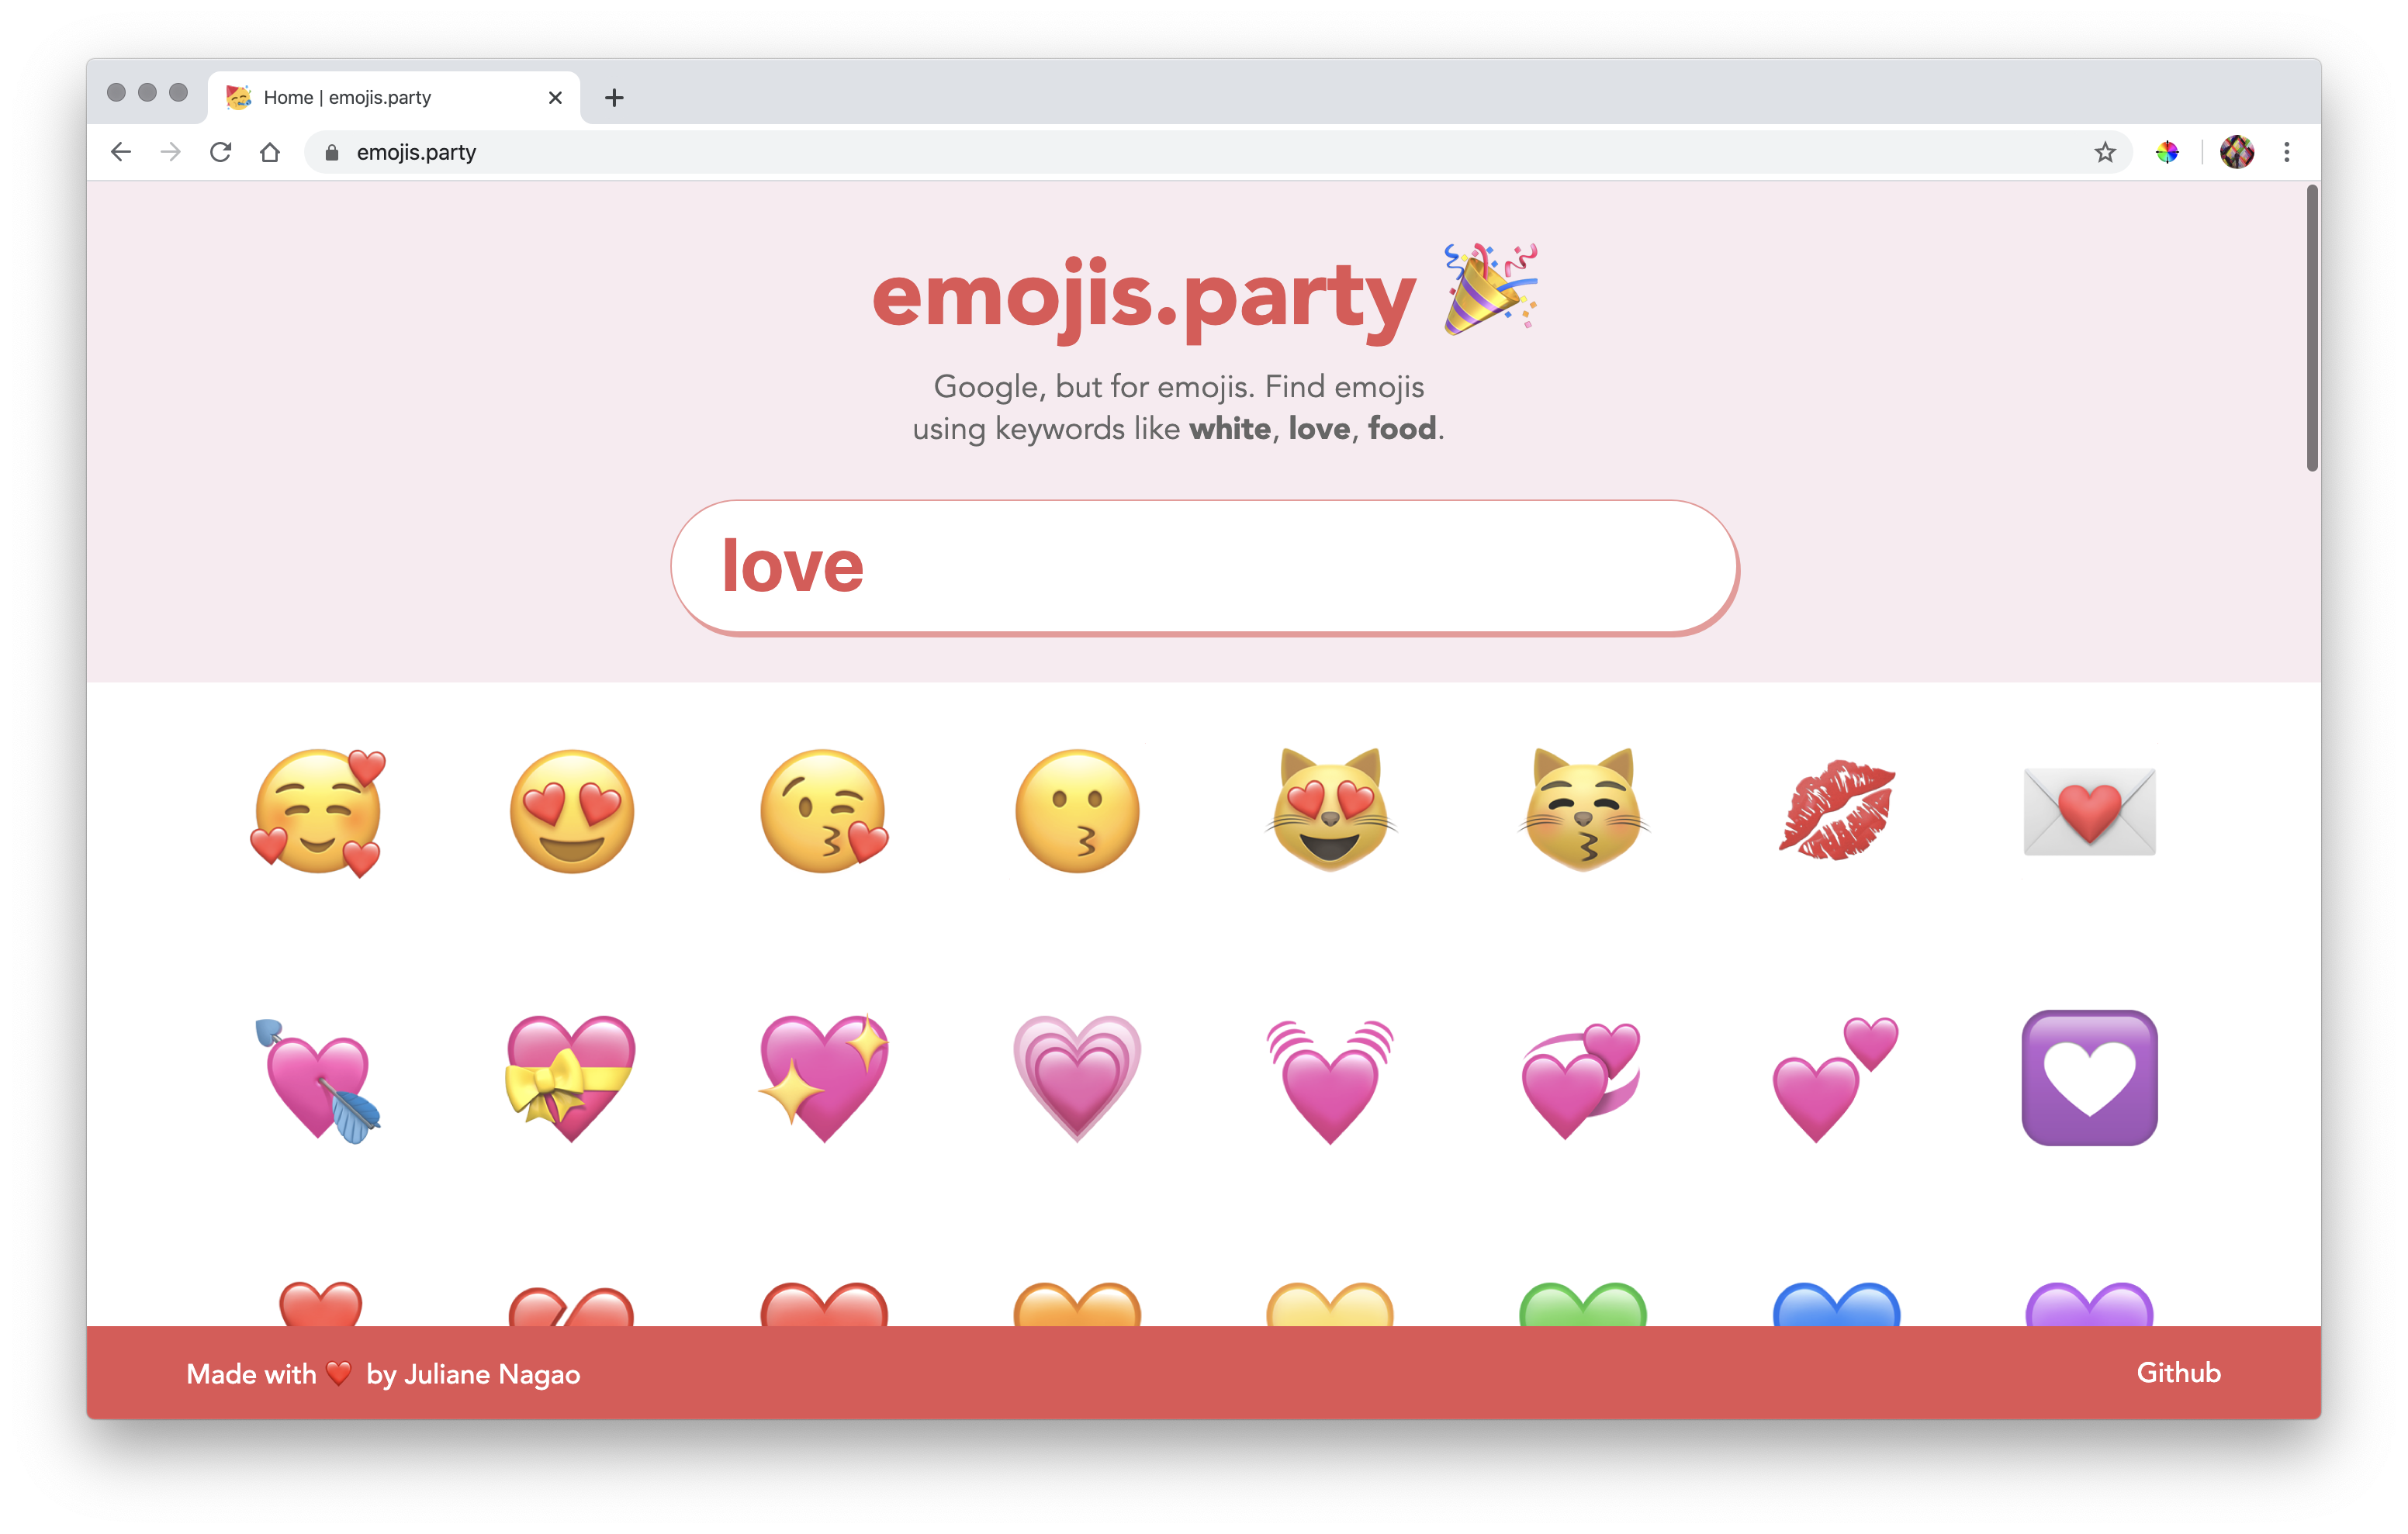 Home | emojis.party
emojis.party
emojis.party 🎉
Google, but for emojis. Find emojis
using keywords like white, love, food.
love
Made with ❤️ by Juliane Nagao
Github